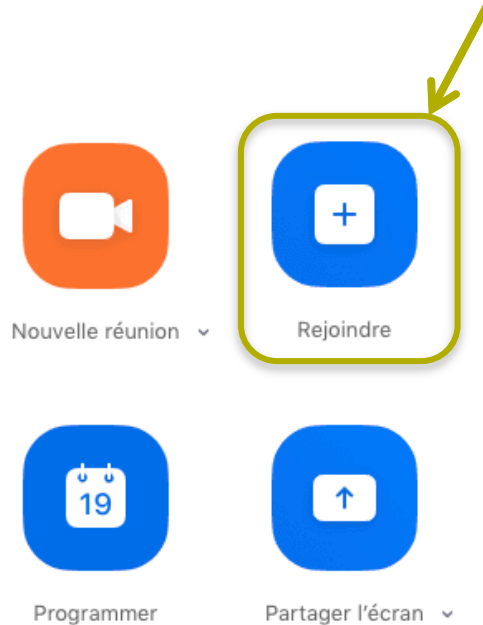 Nouvelle réunion
Rejoindre
19
Programmer
Partager l'écran